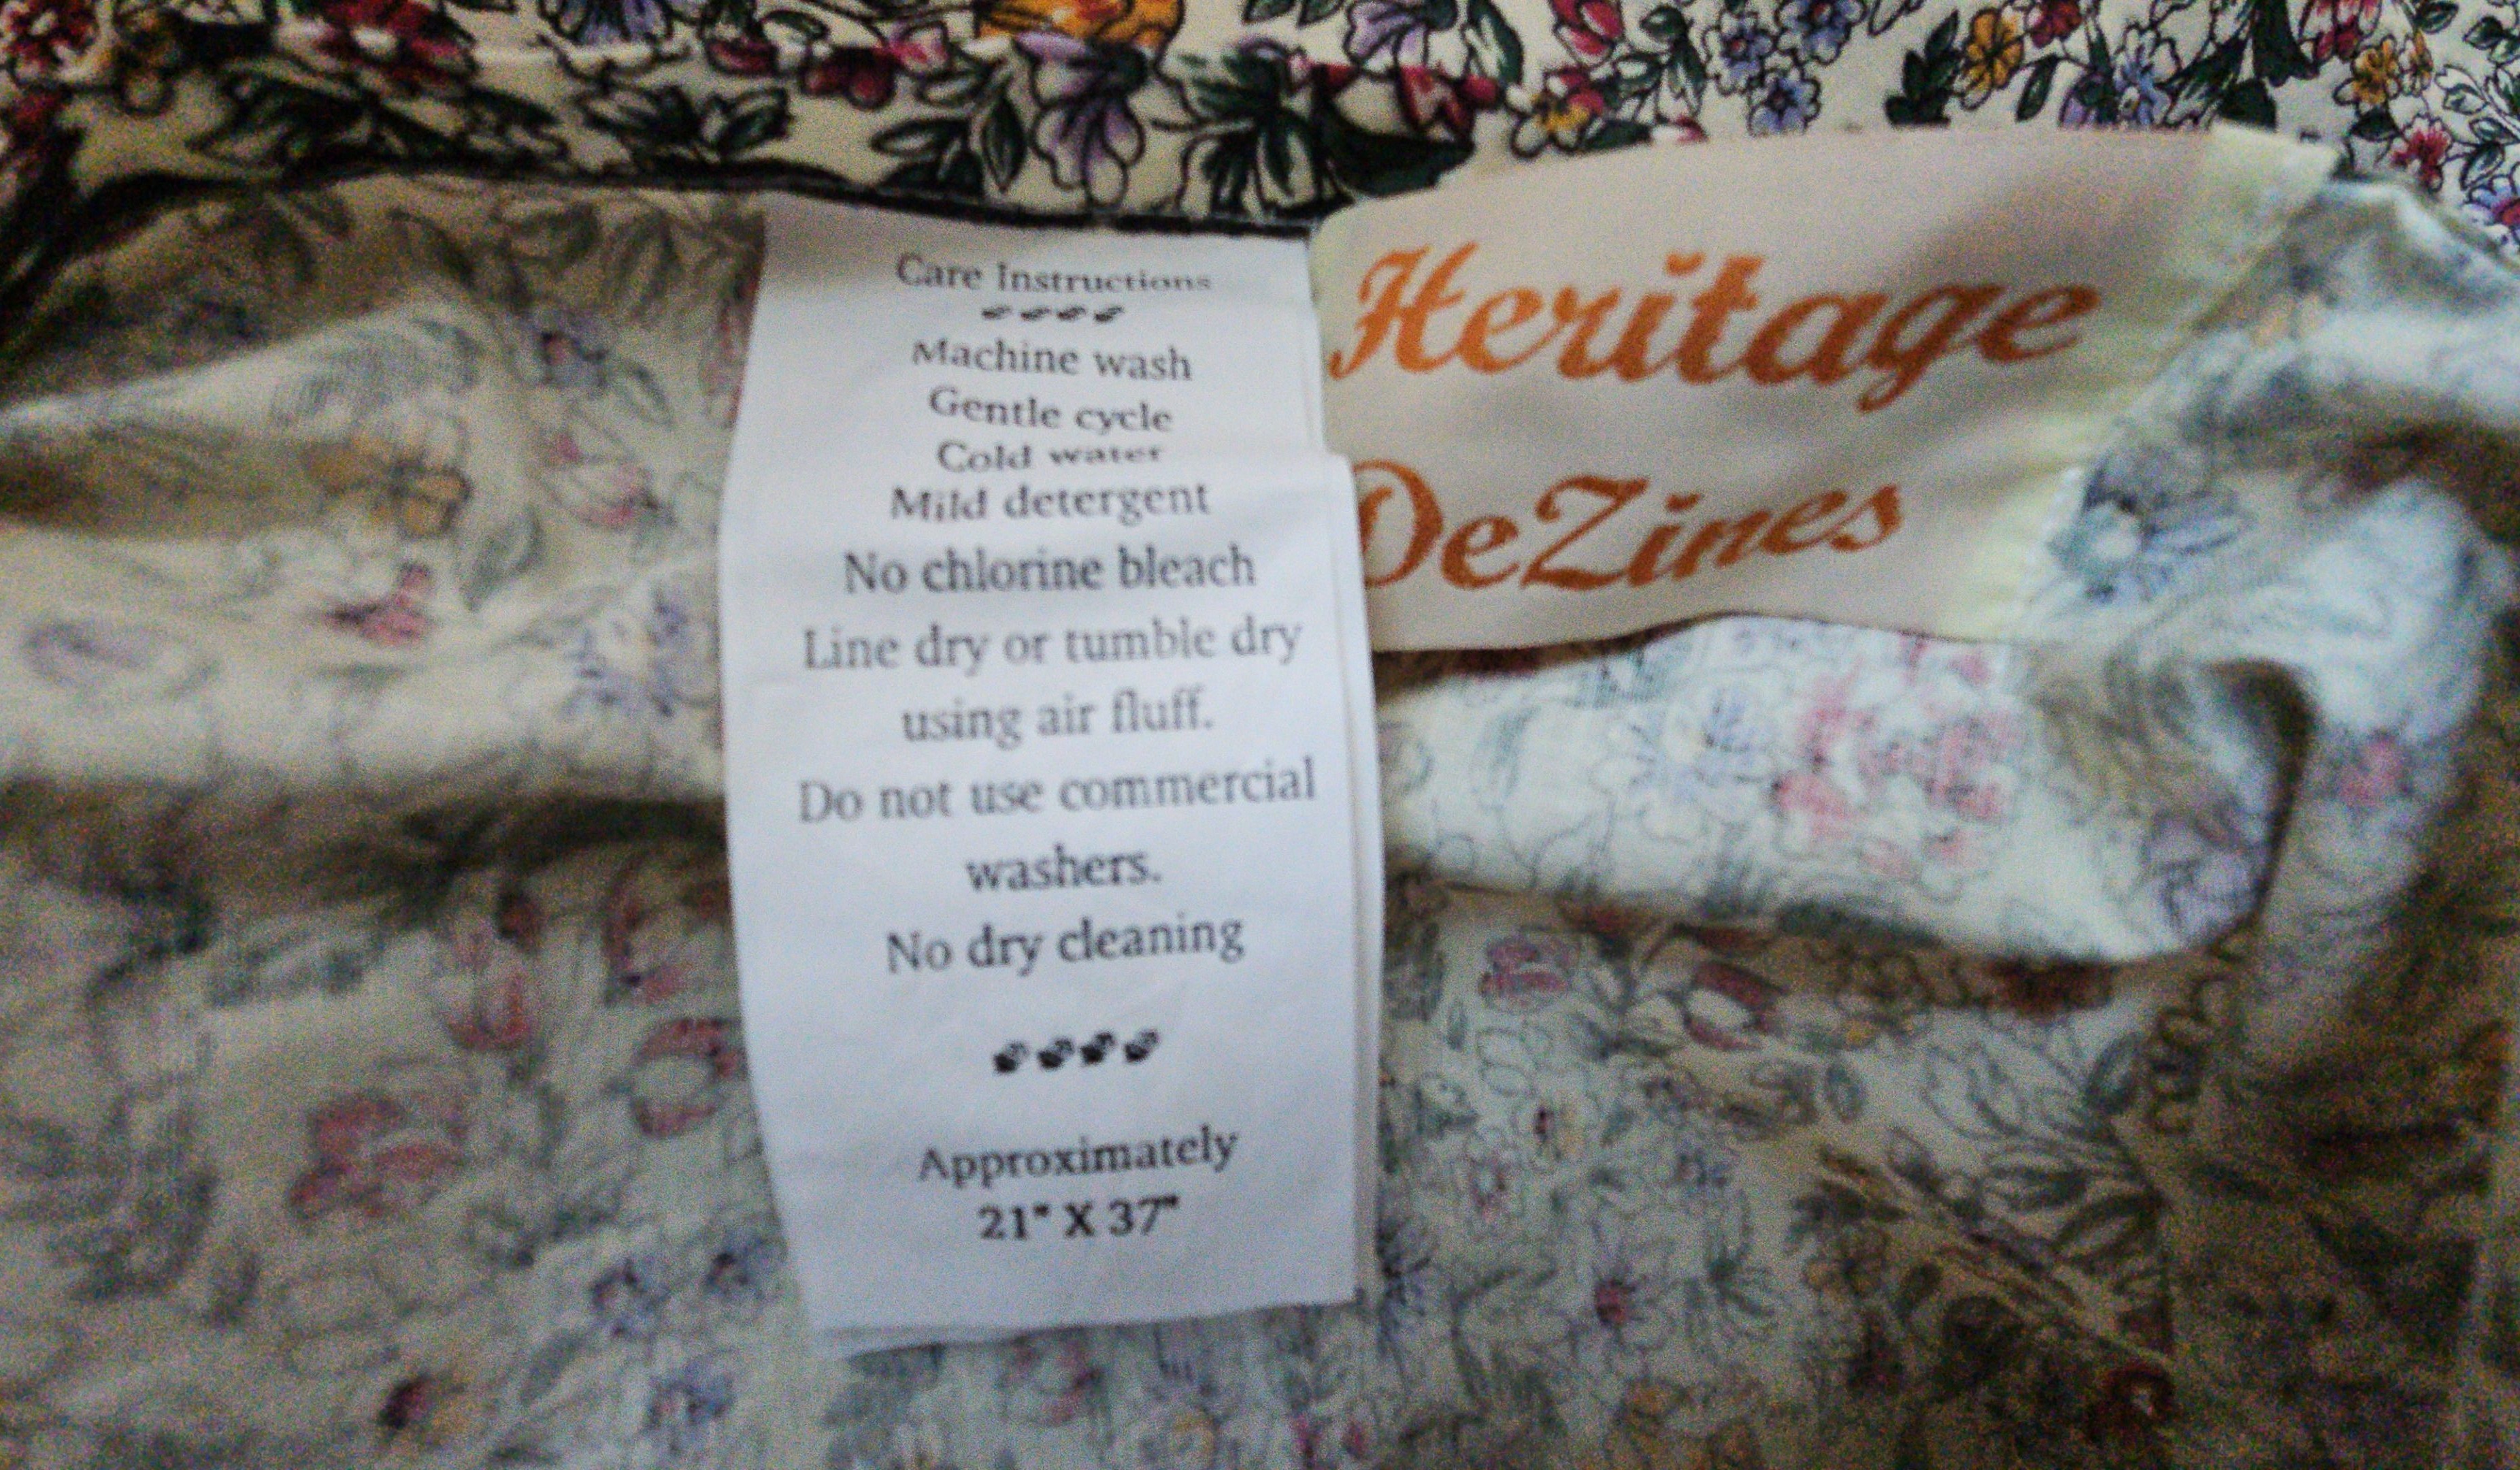 Care Instructions
Machine wash
Gentle cycle
Cold water
Mild detergent
No chlorine bleach
Line dry or tumble dry
using air fluff.
Do not use commercial
washers.
No dry cleaning
Approximately
21" X 37"
Heritage
DeZines